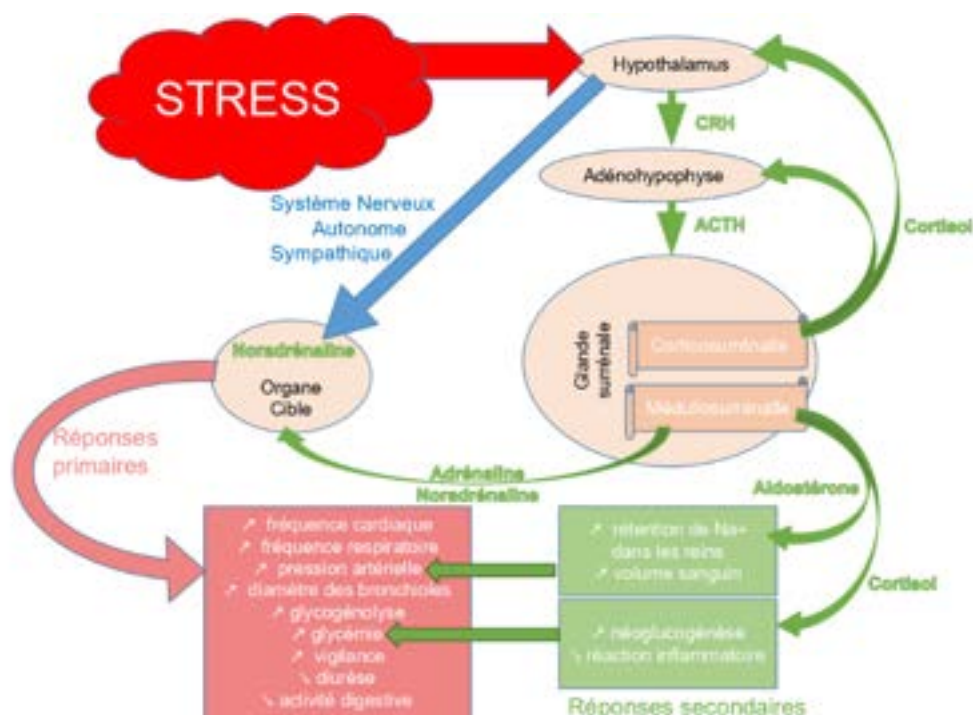 STRESS
Hypothalamus
CRH
Adénohypophyse
ACTH
Cortisol
Système Nerveux
Autonome
Sympathique
Noradrénaline
Organe
Cible
Glande
surrénale
Corticosurrénale
Médullosurrénale
Réponses
primaires
Adrénaline
Noradrénaline
Aldostérone
Cortisol
↗ fréquence cardiaque
↗ fréquence respiratoire
↗ pression artérielle
↗ diamètre des bronchioles
↗ glycogénolyse
↗ glycémie
↗ vigilance
↘ diurèse
↘ activité digestive
↗ rétention de Na+
dans les reins
↗ volume sanguin
↗ néoglucogénèse
↘ réaction inflammatoire
Réponses secondaires